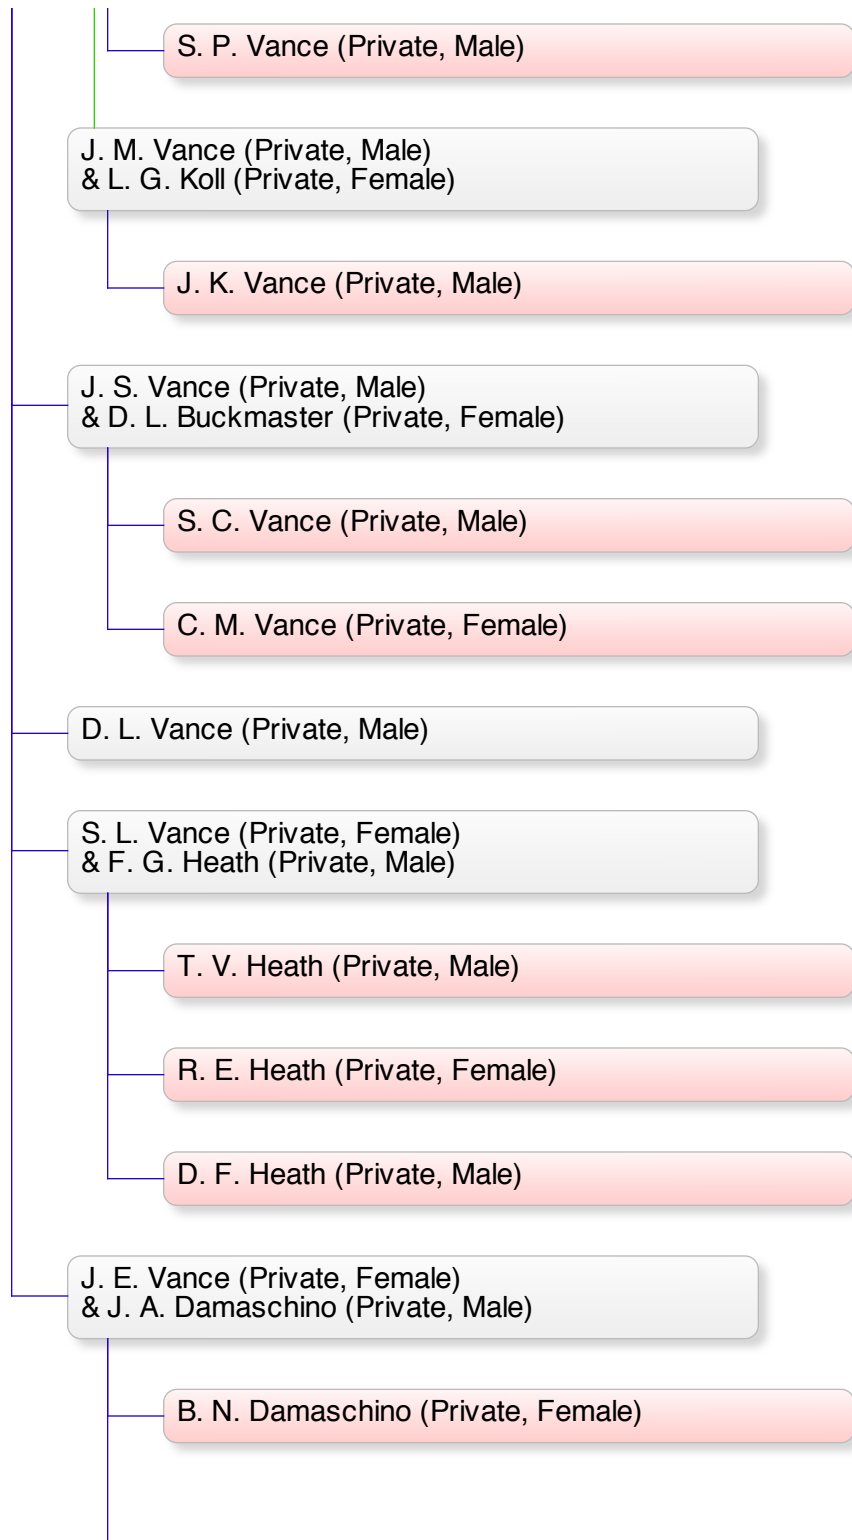 S. P. Vance (Private, Male)
J. M. Vance (Private, Male)
& L. G. Koll (Private, Female)
J. K. Vance (Private, Male)
J. S. Vance (Private, Male)
& D. L. Buckmaster (Private, Female)
S. C. Vance (Private, Male)
C. M. Vance (Private, Female)
D. L. Vance (Private, Male)
S. L. Vance (Private, Female)
& F. G. Heath (Private, Male)
T. V. Heath (Private, Male)
R. E. Heath (Private, Female)
D. F. Heath (Private, Male)
J. E. Vance (Private, Female)
& J. A. Damaschino (Private, Male)
B. N. Damaschino (Private, Female)